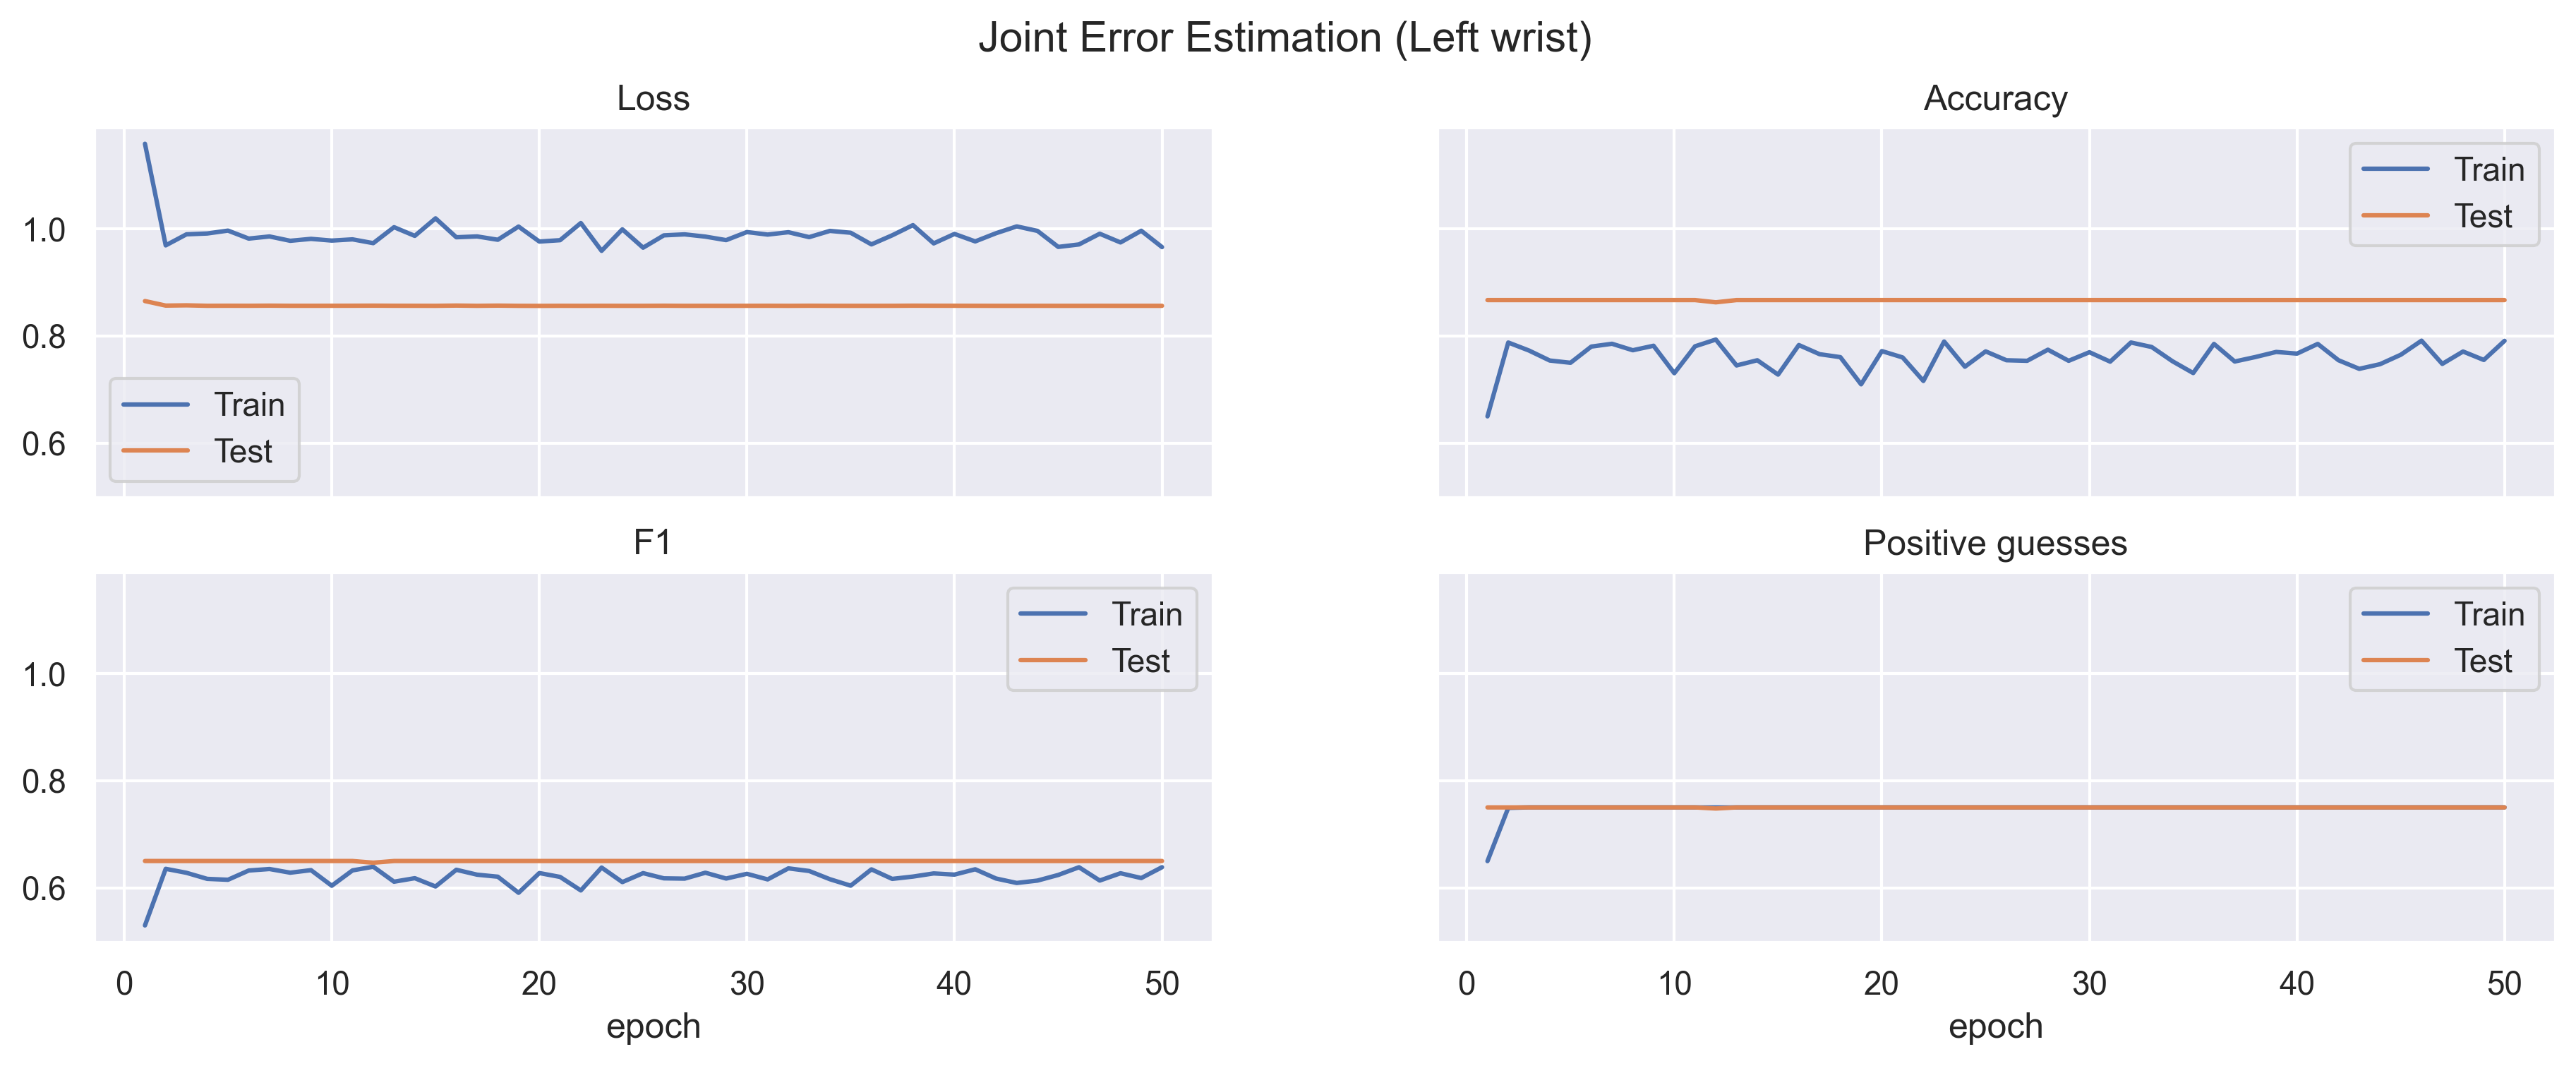 Joint Error Estimation (Left wrist)
Loss
1.0
0.8
0.6
Train
Test
Accuracy
Train
Test
F1
1.0
0.8
0.6
Train
Test
0 10 20 30 40 50
epoch
Positive guesses
Train
Test
0 10 20 30 40 50
epoch